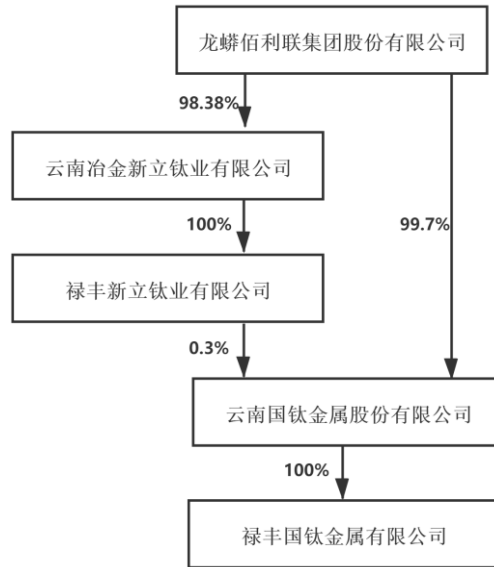 龙蟒佰利联集团股份有限公司
98.38%
云南冶金新立钛业有限公司
100%
99.7%
禄丰新立钛业有限公司
0.3%
云南国钛金属股份有限公司
100%
禄丰国钛金属有限公司